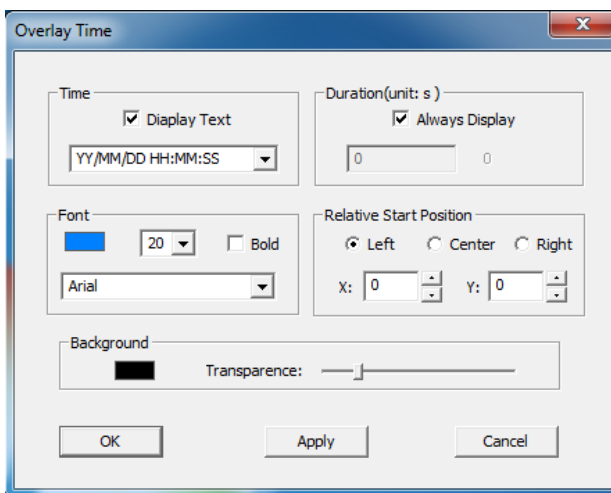 Overlay Time
Time
Diaplay Text
YY/MM/DD HH:MM:SS
Duration(unit: s )
Always Display
0 0
Font
20 Bold
Arial
Relative Start Position
Left Center Right
X: 0 Y: 0
Background
Transparence:
OK Apply Cancel